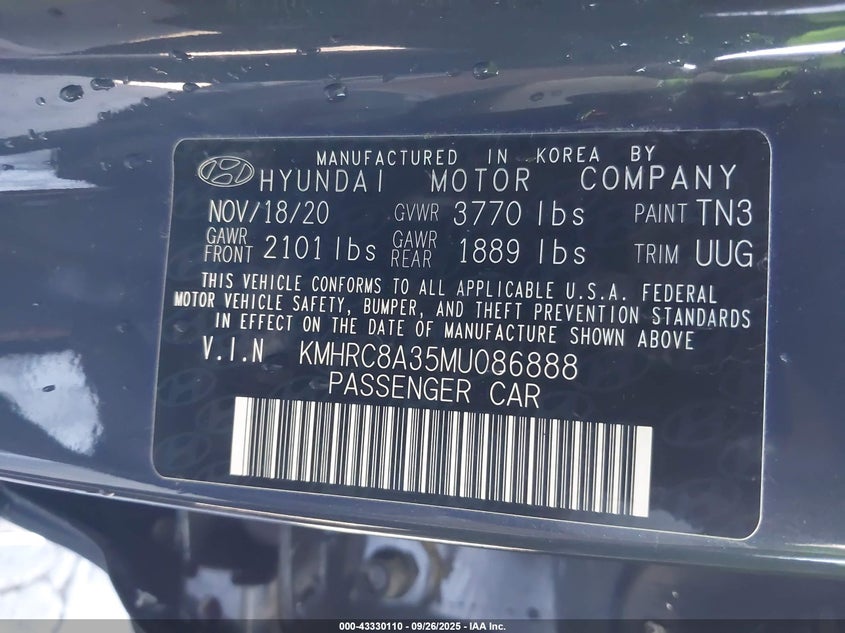 MANUFACTURED IN KOREA BY
HYUNDAI MOTOR COMPANY
NOV/18/20 GVWR 3770 lbs PAINT TN3
GAWR FRONT 2101 lbs GAWR REAR 1889 lbs TRIM UUG
THIS VEHICLE CONFORMS TO ALL APPLICABLE U.S.A. FEDERAL
MOTOR VEHICLE SAFETY, BUMPER, AND THEFT PREVENTION STANDARDS
IN EFFECT ON THE DATE OF MANUFACTURE SHOWN ABOVE
V.I.N KMHRC8A35MU086888
PASSENGER CAR
000-43330110 - 09/26/2025 - IAA Inc.